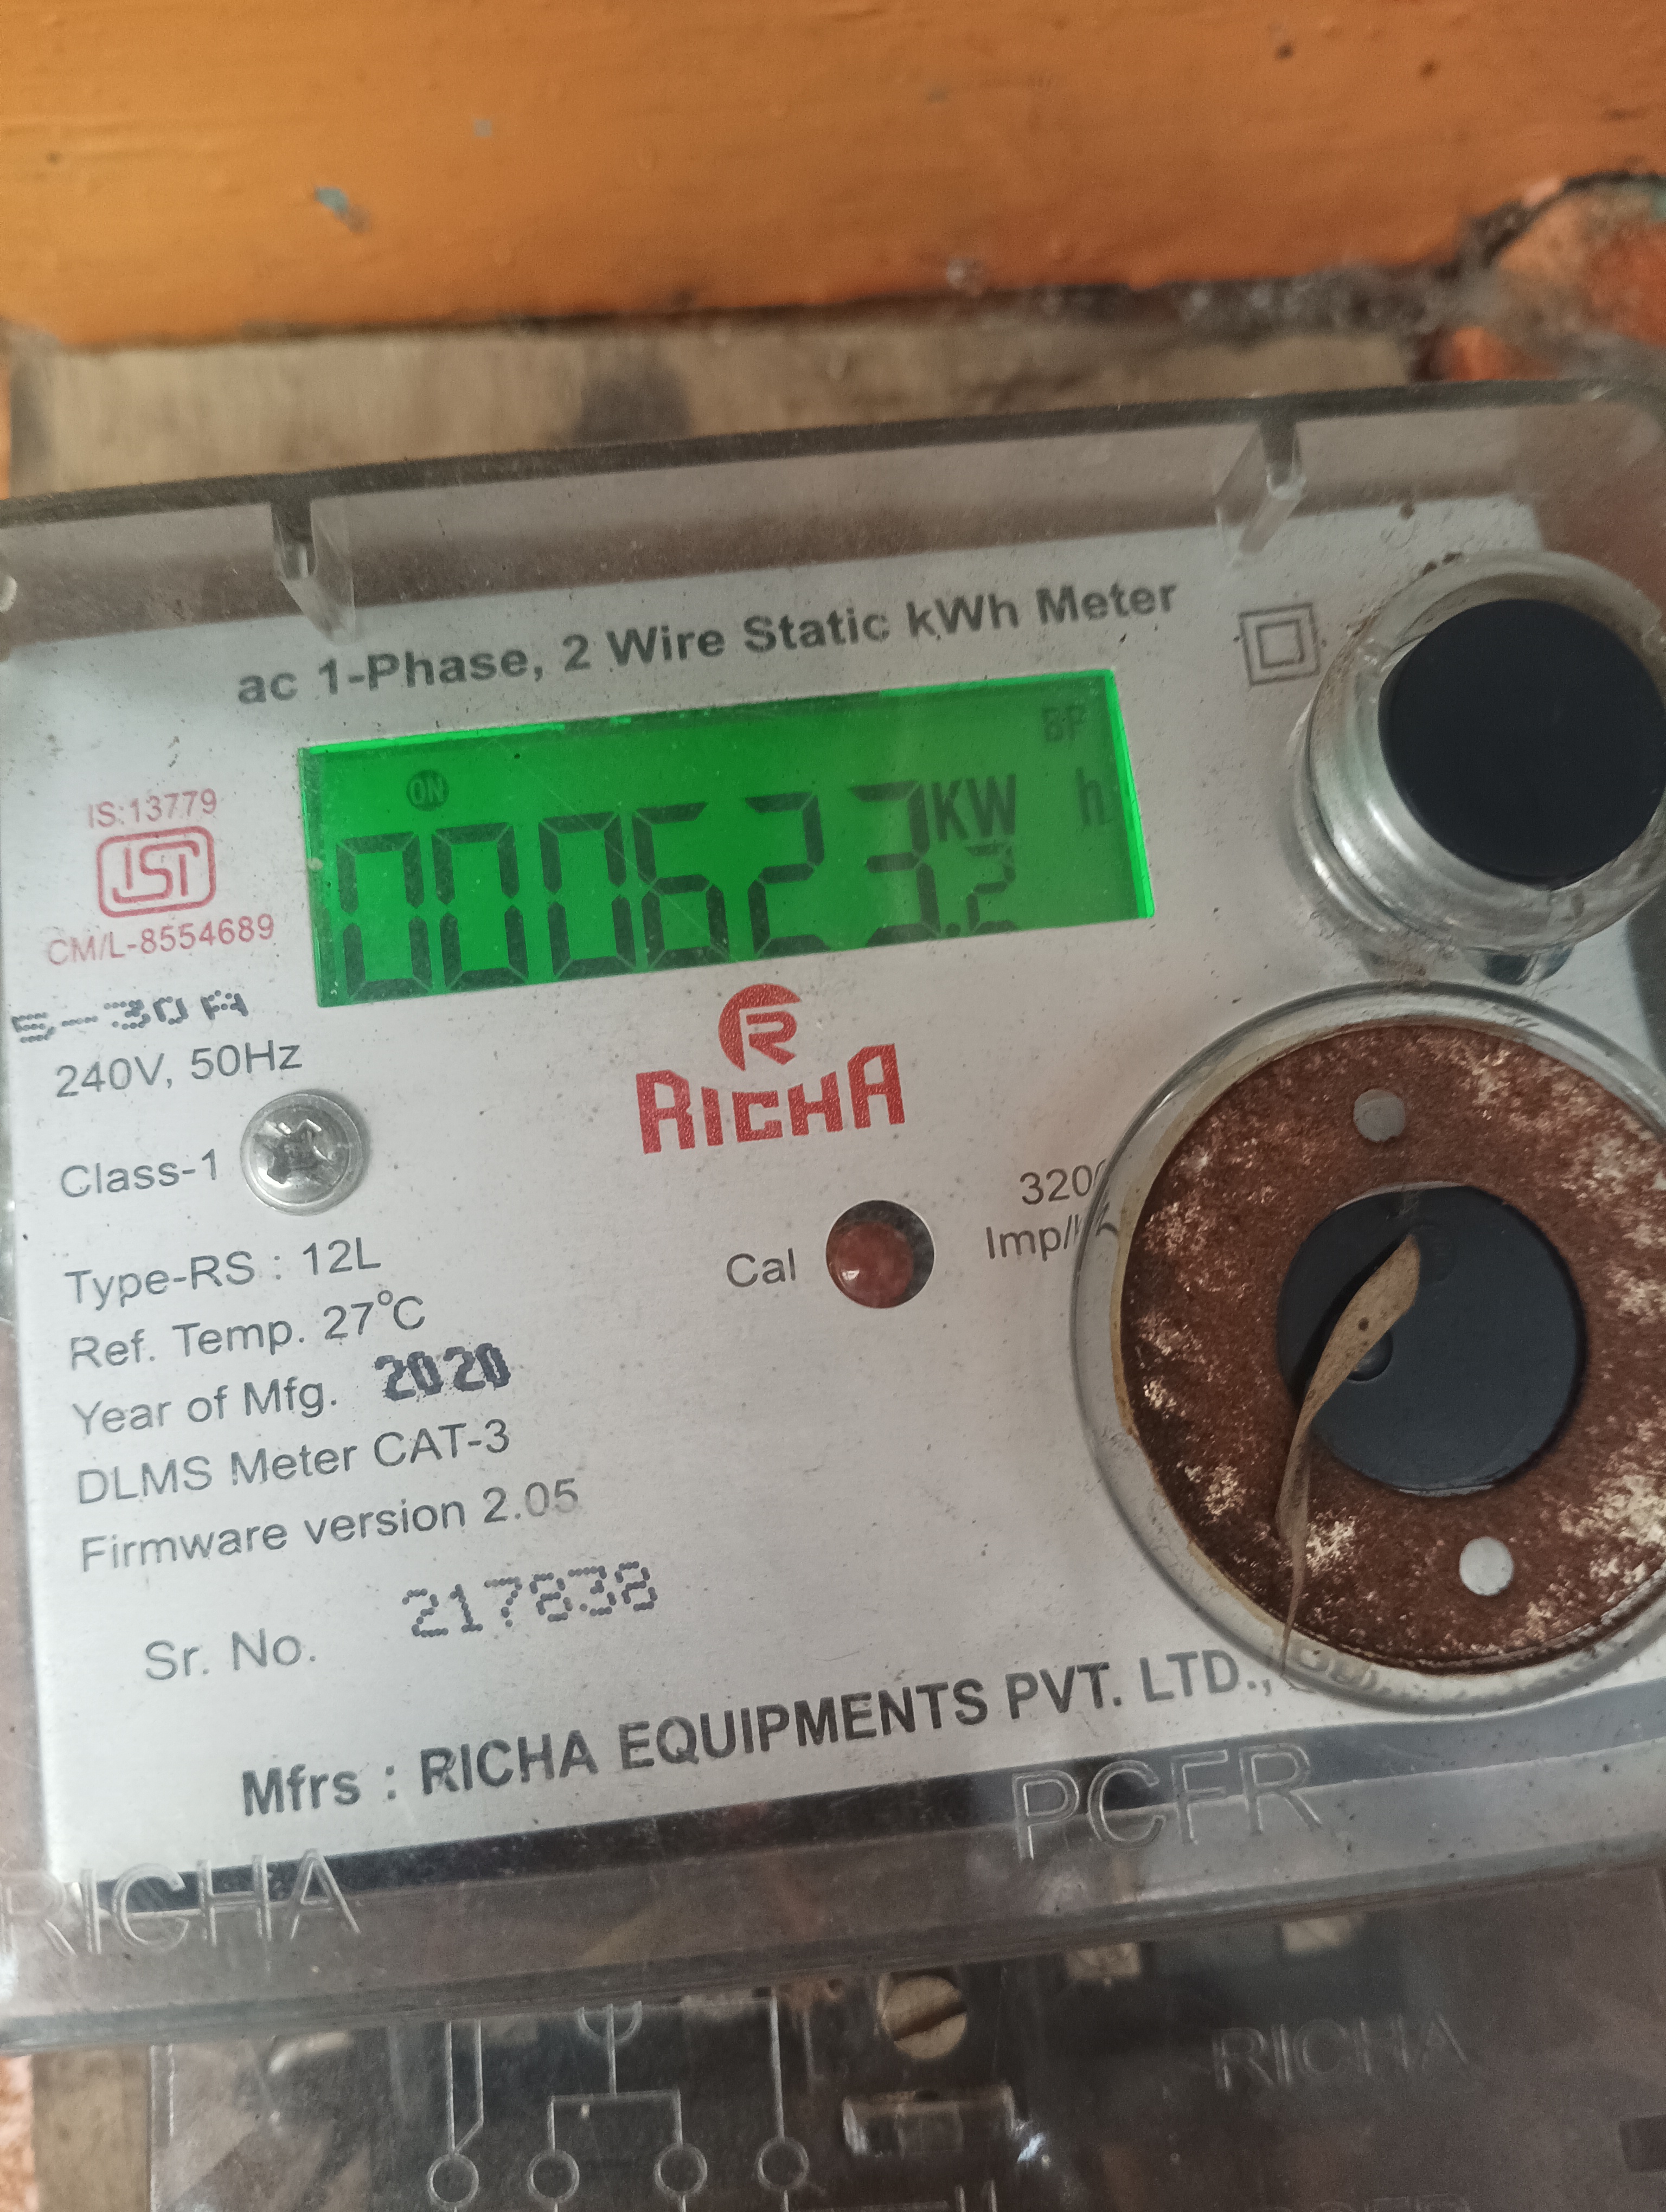 ac 1-Phase, 2 Wire Static kWh Meter
ON
000623.2 KW h
IS:13779
ISI
CM/L-8554689
5-30A
240V, 50Hz
Class-1
R
RICHA
Cal
Type-RS : 12L
Ref. Temp. 27°C
Year of Mfg. 2020
DLMS Meter CAT-3
Firmware version 2.05
Sr. No. 217838
Mfrs : RICHA EQUIPMENTS PVT. LTD.,
RICHA
PCFR
RICHA